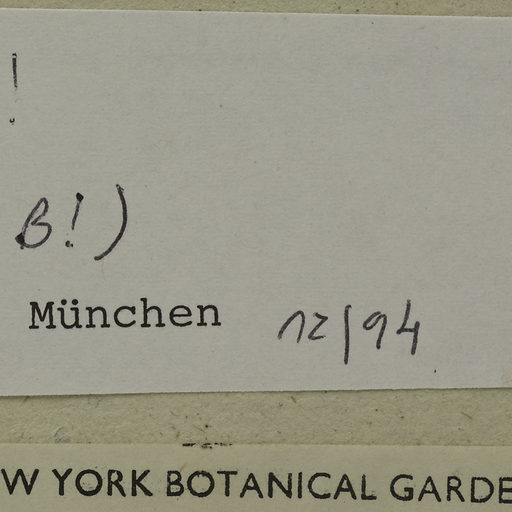 !
B!)
München 12/94
W YORK BOTANICAL GARDE